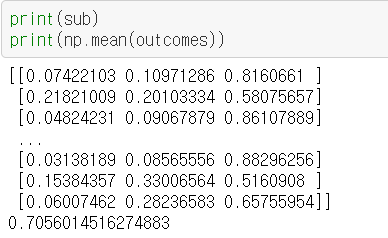 print(sub)
print(np.mean(outcomes))
[[0.07422103 0.10971286 0.8160661 ]
[0.21821009 0.20103334 0.58075657]
[0.04824231 0.09067879 0.86107889]
...
[0.03138189 0.08565556 0.88296256]
[0.15384357 0.33006564 0.5160908 ]
[0.06007462 0.28236583 0.65755954]]
0.7056014516274883